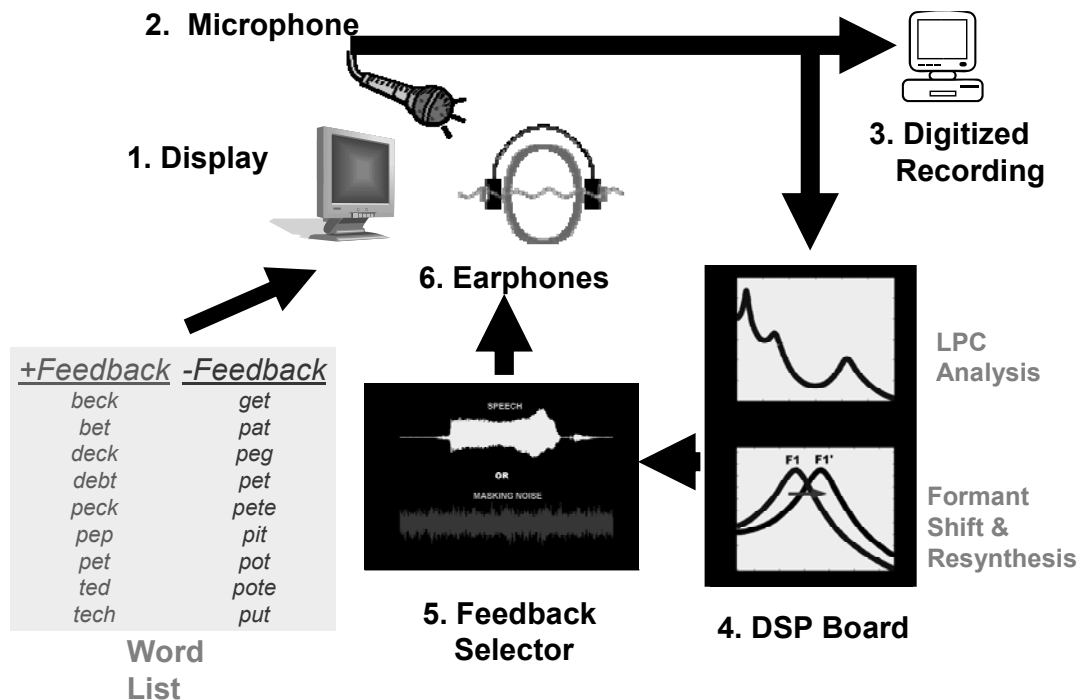 2. Microphone
3. Digitized
Recording
1. Display
6. Earphones
+Feedback -Feedback
beck get
bet pat
deck peg
debt pet
peck pete
pep pit
pet pot
ted pote
tech put
Word
List
SPEECH
OR
MASKING NOISE
5. Feedback
Selector
LPC
Analysis
F1 F1'
Formant
Shift &
Resynthesis
4. DSP Board